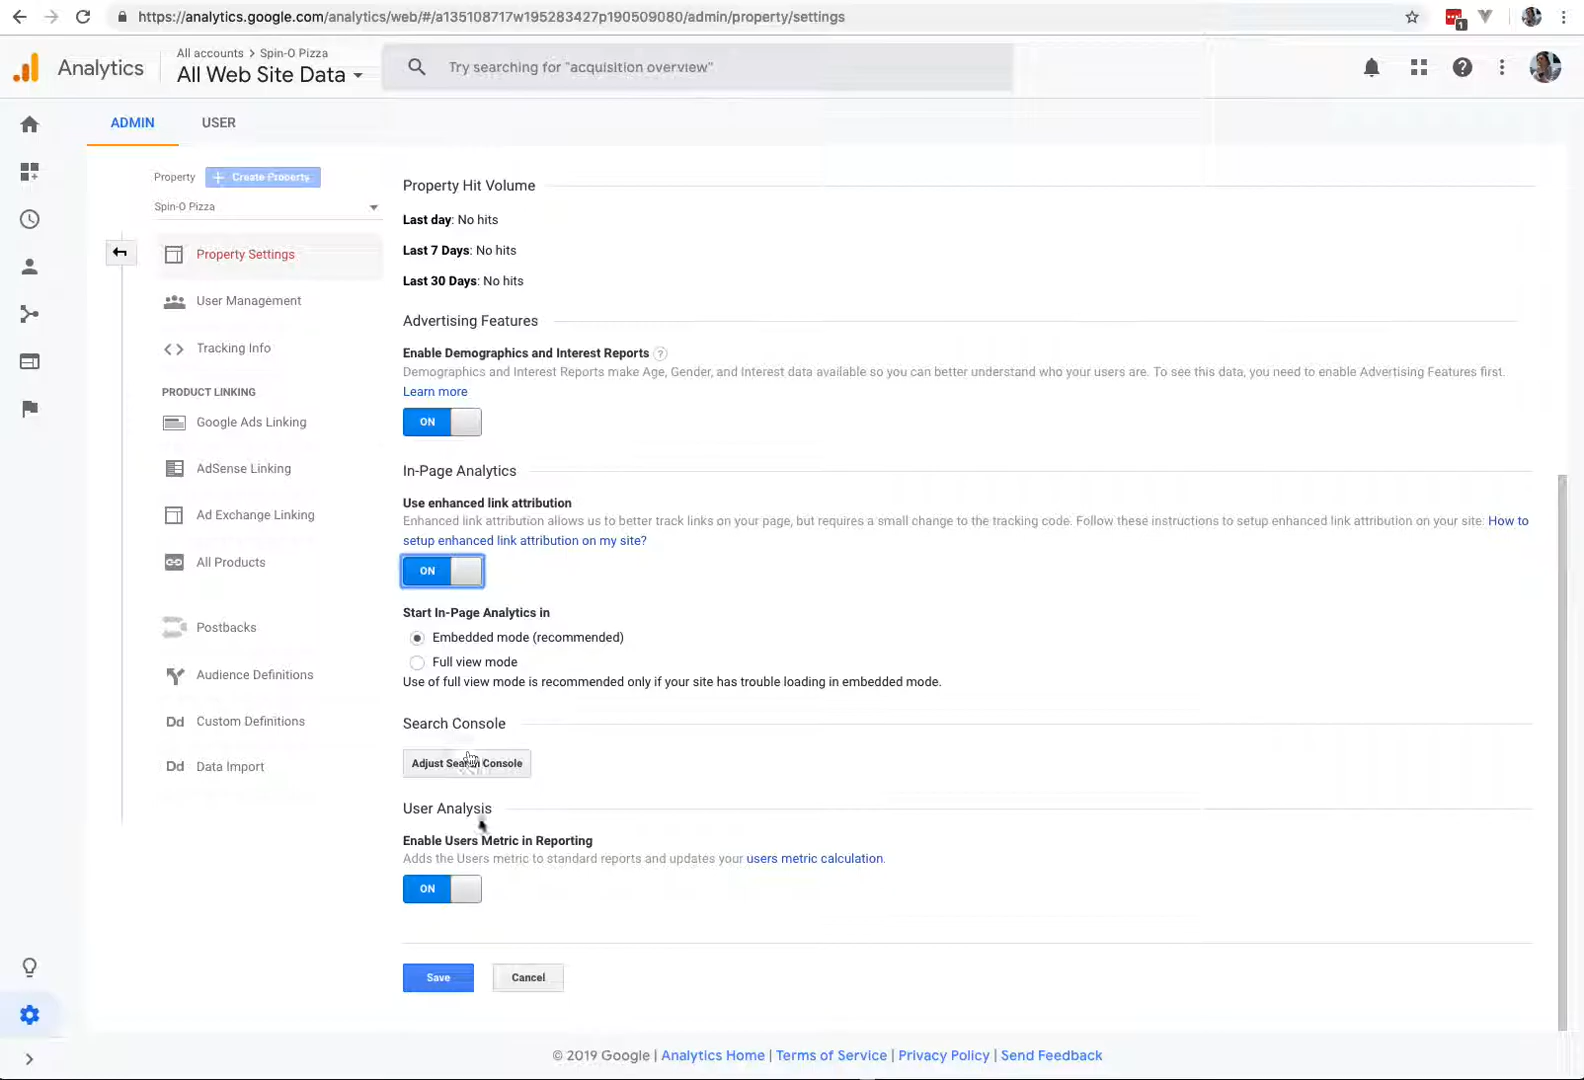 https://analytics.google.com/analytics/web/#/a135108717w195283427p190509080/admin/property/settings
1
Analytics
All accounts > Spin-O Pizza
All Web Site Data
Try searching for "acquisition overview"
ADMIN
USER
Property
Create Property
Spin-O Pizza
Property Settings
User Management
Tracking Info
PRODUCT LINKING
Google Ads Linking
AdSense Linking
Ad Exchange Linking
All Products
Postbacks
Audience Definitions
Dd Custom Definitions
Dd Data Import
Property Hit Volume
Last day: No hits
Last 7 Days: No hits
Last 30 Days: No hits
Advertising Features
Enable Demographics and Interest Reports ?
Demographics and Interest Reports make Age, Gender, and Interest data available so you can better understand who your users are. To see this data, you need to enable Advertising Features first.
Learn more
ON
In-Page Analytics
Use enhanced link attribution
Enhanced link attribution allows us to better track links on your page, but requires a small change to the tracking code. Follow these instructions to setup enhanced link attribution on your site: How to
setup enhanced link attribution on my site?
ON
Start In-Page Analytics in
Embedded mode (recommended)
Full view mode
Use of full view mode is recommended only if your site has trouble loading in embedded mode.
Search Console
Adjust Search Console
User Analysis
Enable Users Metric in Reporting
Adds the Users metric to standard reports and updates your users metric calculation.
ON
Save
Cancel
© 2019 Google | Analytics Home | Terms of Service | Privacy Policy | Send Feedback